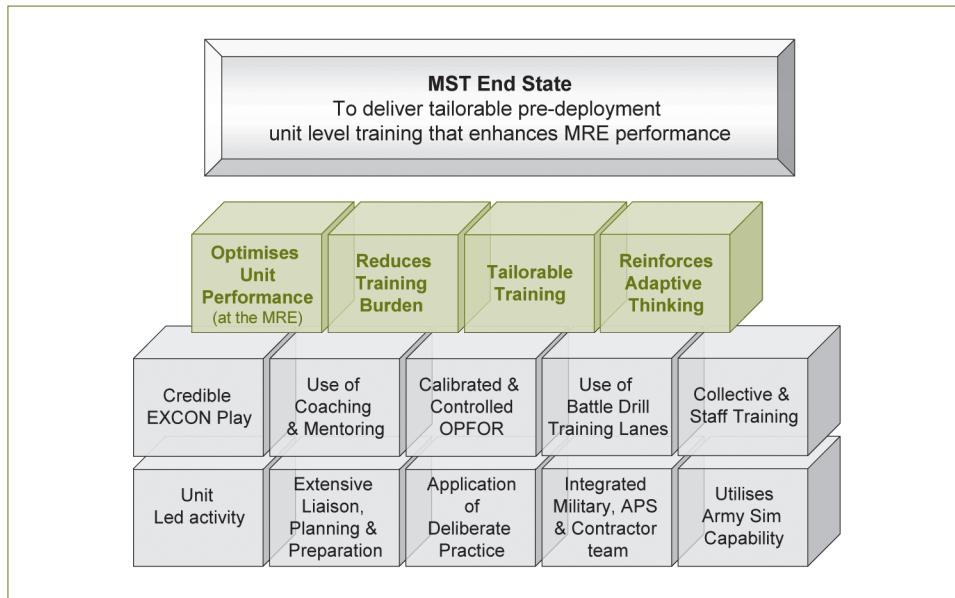 MST End State
To deliver tailorable pre-deployment
unit level training that enhances MRE performance
Optimises
Unit
Performance
(at the MRE)
Reduces
Training
Burden
Tailorable
Training
Reinforces
Adaptive
Thinking
Credible
EXCON Play
Use of
Coaching
& Mentoring
Calibrated &
Controlled
OPFOR
Use of
Battle Drill
Training Lanes
Collective &
Staff Training
Unit
Led activity
Extensive
Liaison,
Planning &
Preparation
Application
of
Deliberate
Practice
Integrated
Military, APS
& Contractor
team
Utilises
Army Sim
Capability